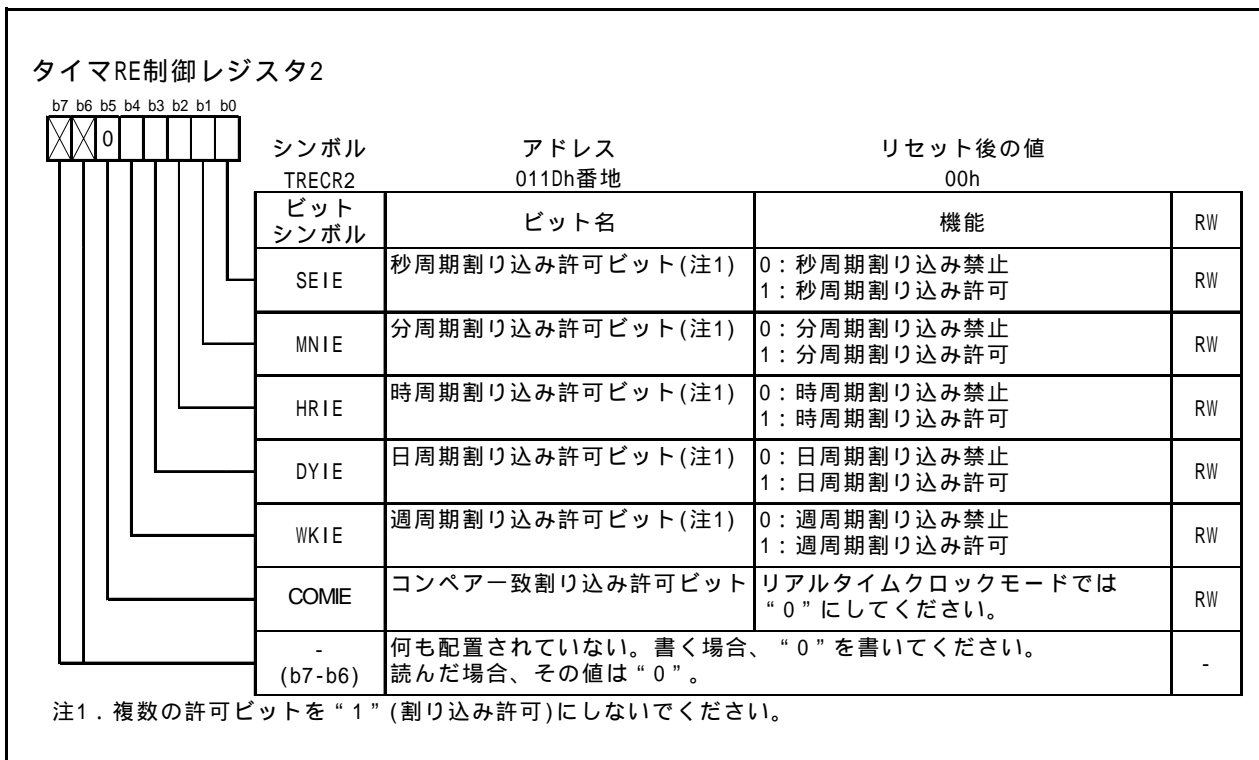 タイマRE制御レジスタ2
b7 b6 b5 b4 b3 b2 b1 b0
0
シンボル アドレス リセット後の値
TRECR2 011Dh番地 00h
ビット
シンボル ビット名 機能 RW
SEIE 秒周期割り込み許可ビット(注1) 0：秒周期割り込み禁止
1：秒周期割り込み許可 RW
MNIE 分周期割り込み許可ビット(注1) 0：分周期割り込み禁止
1：分周期割り込み許可 RW
HRIE 時周期割り込み許可ビット(注1) 0：時周期割り込み禁止
1：時周期割り込み許可 RW
DYIE 日周期割り込み許可ビット(注1) 0：日周期割り込み禁止
1：日周期割り込み許可 RW
WKIE 週周期割り込み許可ビット(注1) 0：週周期割り込み禁止
1：週周期割り込み許可 RW
COMIE コンペア一致割り込み許可ビット リアルタイムクロックモードでは
“0”にしてください。 RW
- 何も配置されていない。書く場合、“0”を書いてください。
(b7-b6) 読んだ場合、その値は“0”。 -
注1．複数の許可ビットを“1”(割り込み許可)にしないでください。